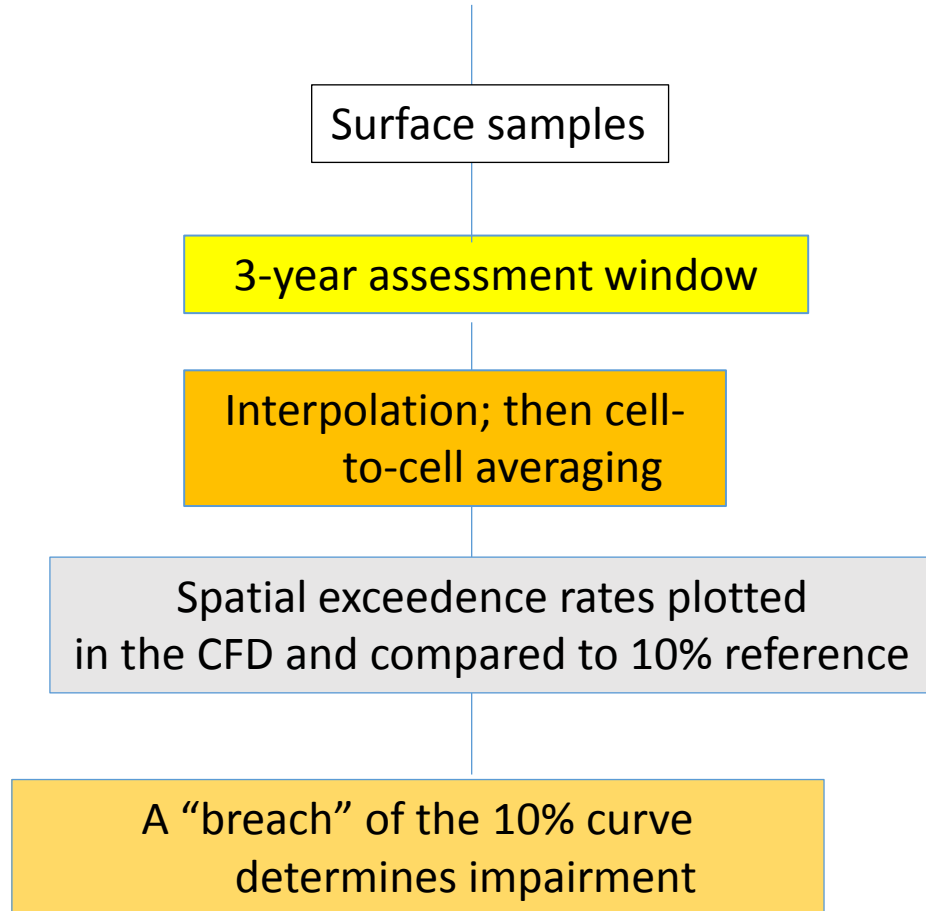 Surface samples
3-year assessment window
Interpolation; then cell-
to-cell averaging
Spatial exceedence rates plotted
in the CFD and compared to 10% reference
A “breach” of the 10% curve
determines impairment